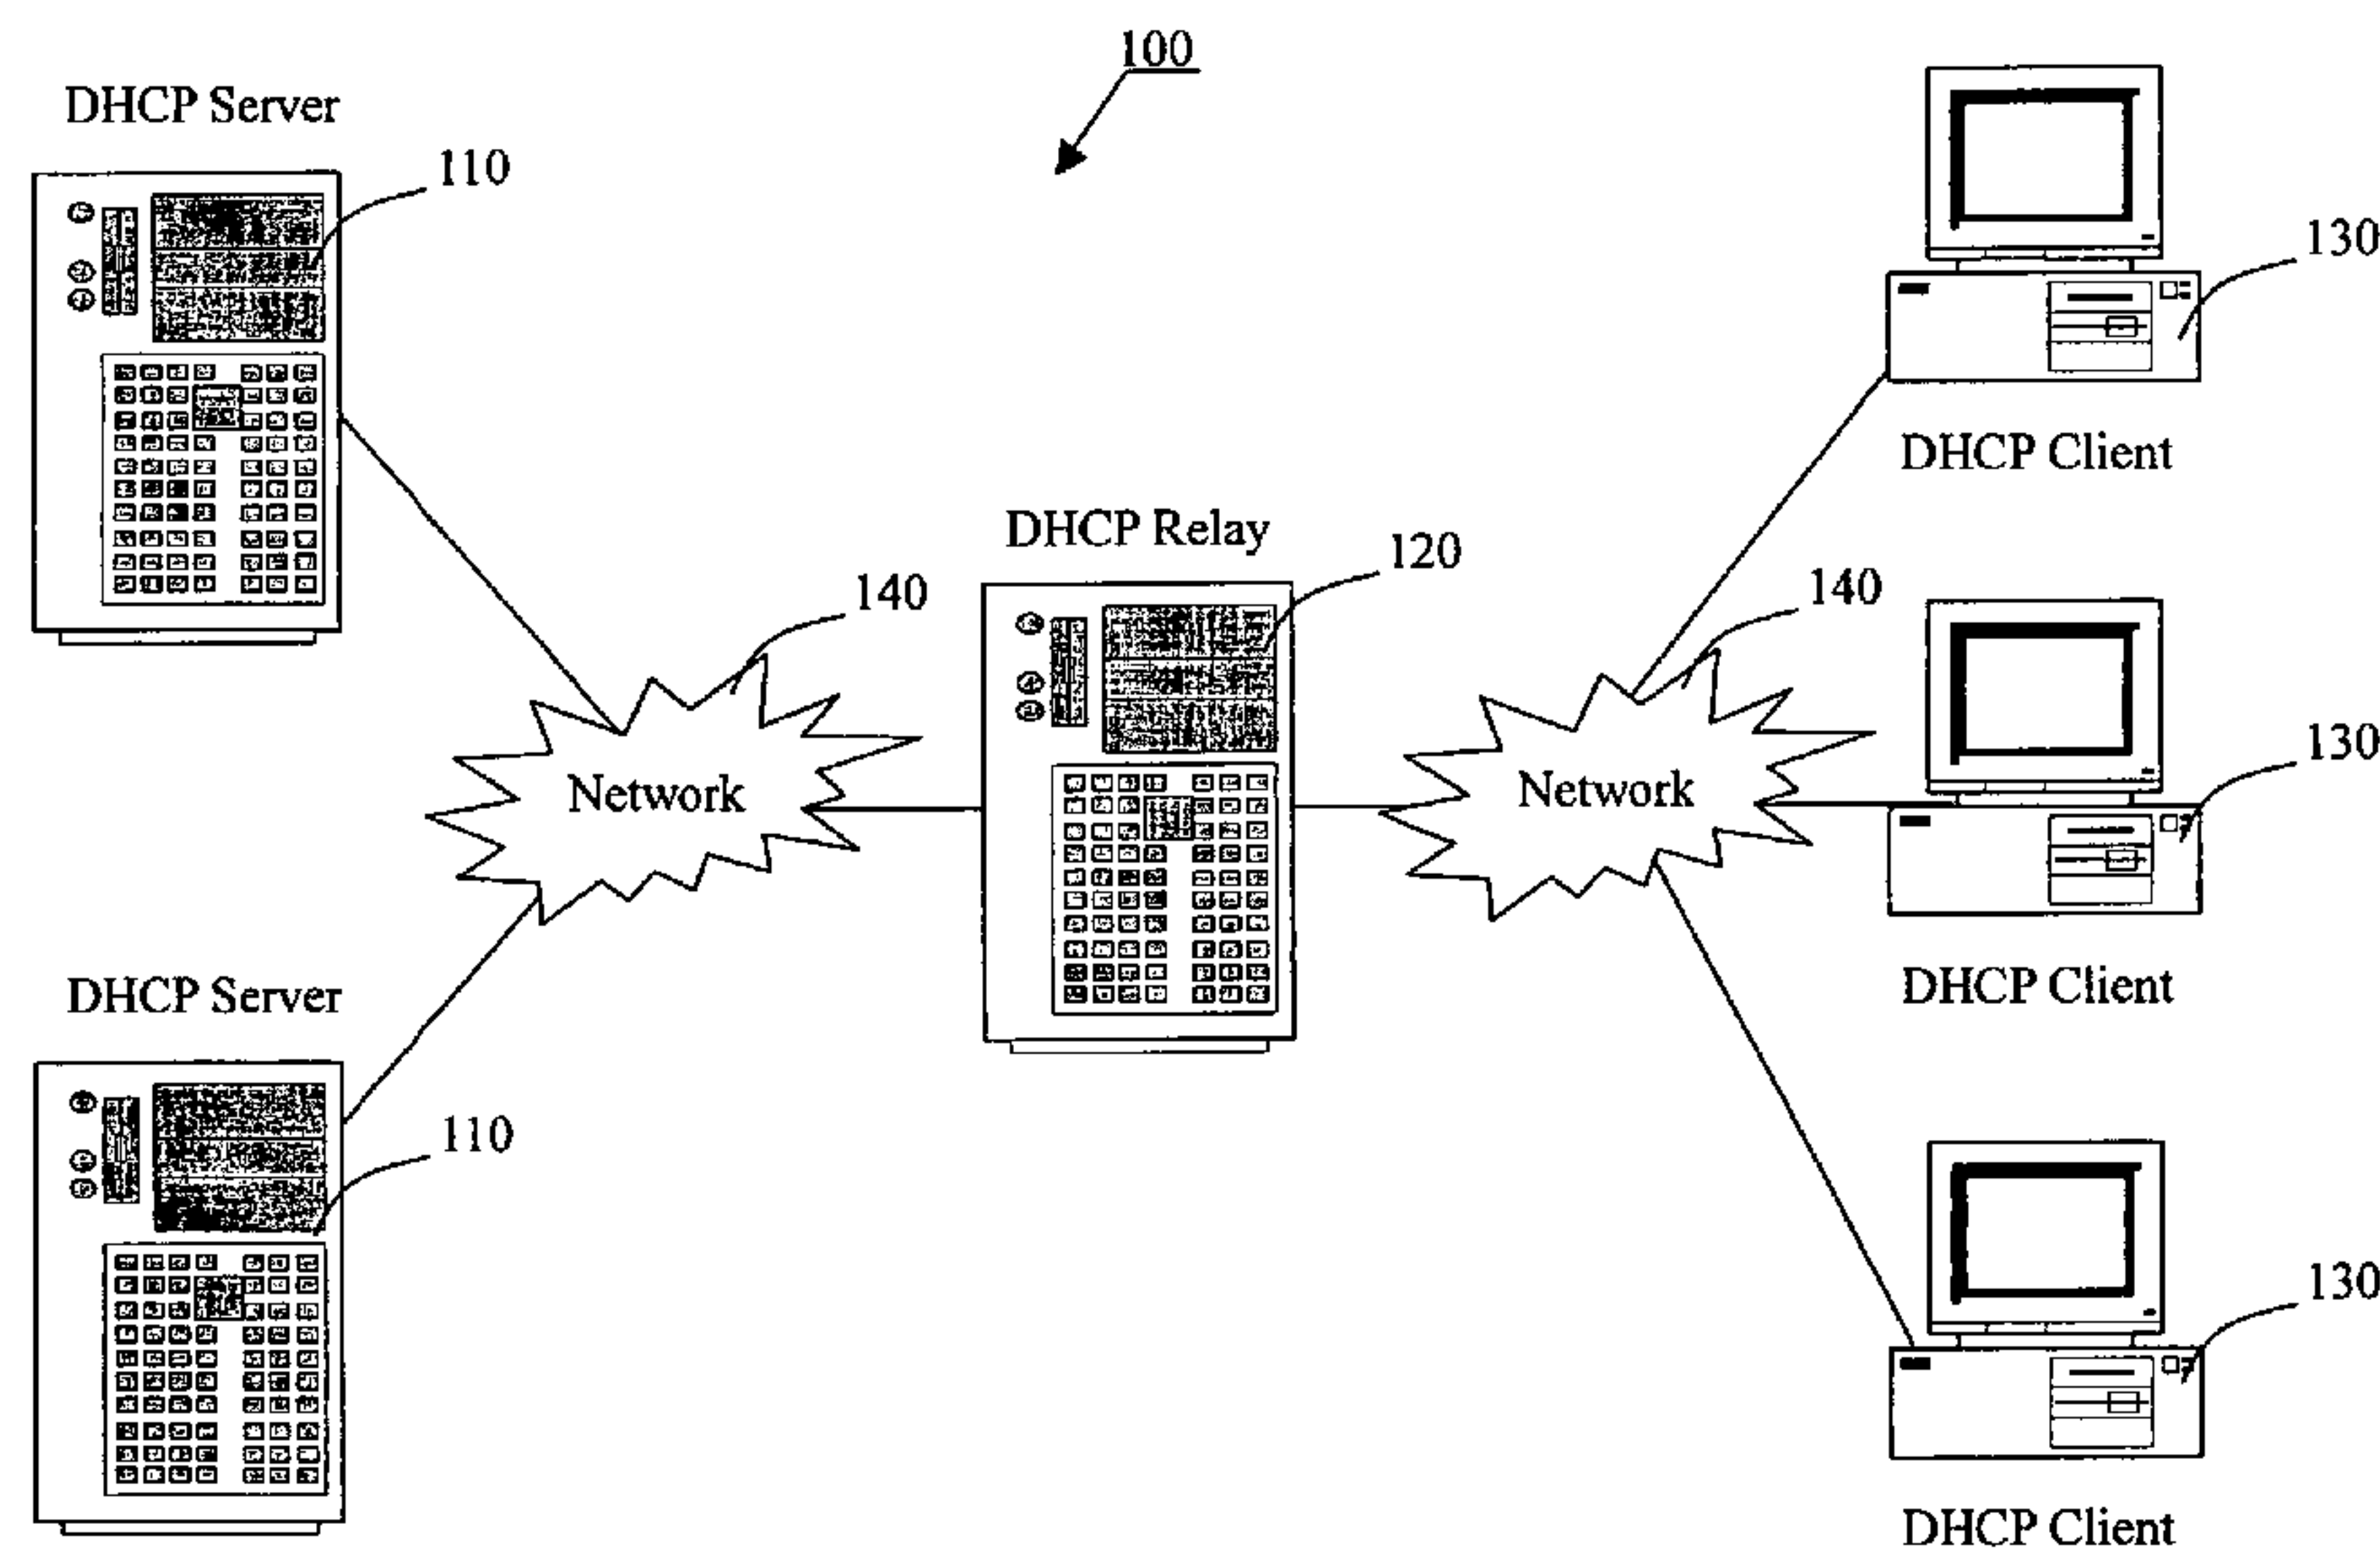 100
DHCP Server
110
130
DHCP Client
DHCP Relay
120
140
140
Network
Network
130
DHCP Server
DHCP Client
110
130
DHCP Client